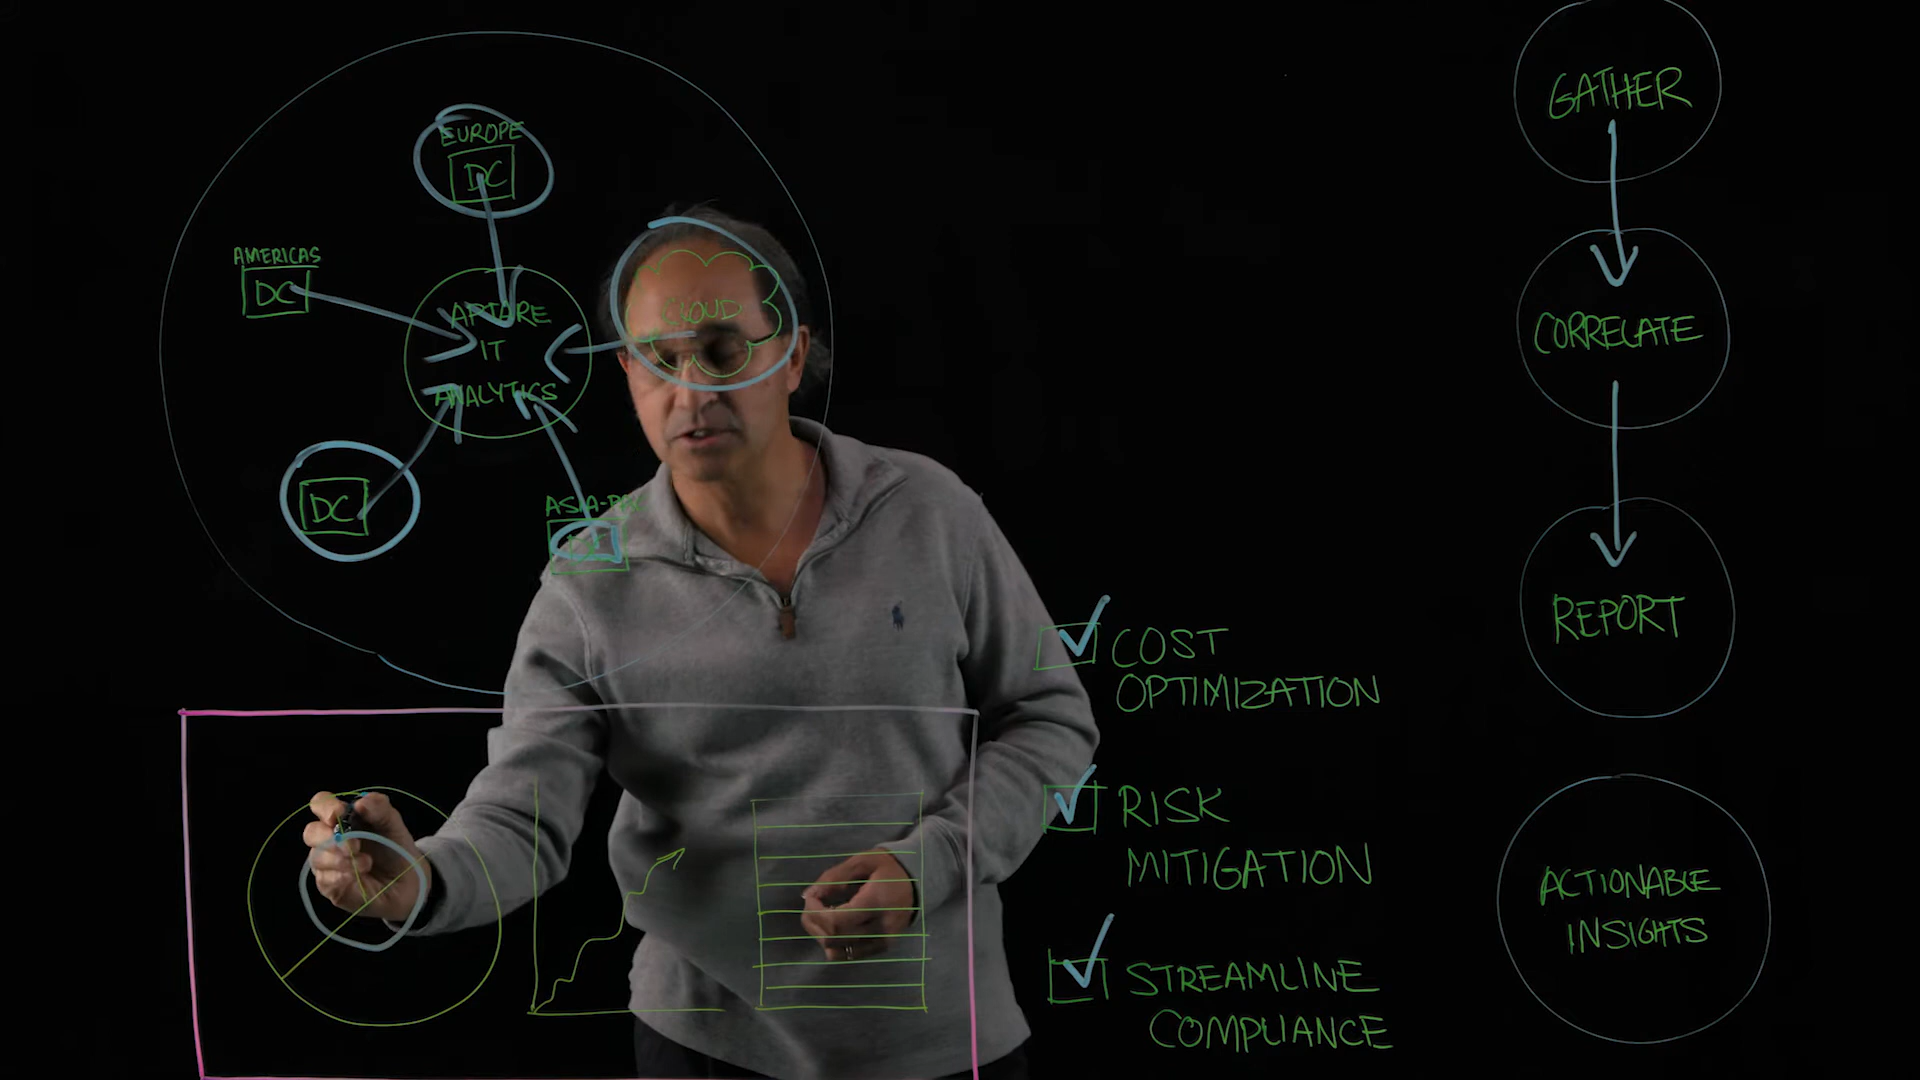 EUROPE
DC
AMERICAS
DC
CLOUD
APTARE
IT
ANALYTICS
DC
GATHER
CORRELATE
REPORT
ACTIONABLE
INSIGHTS
COST
OPTIMIZATION
RISK
MITIGATION
STREAMLINE
COMPLIANCE